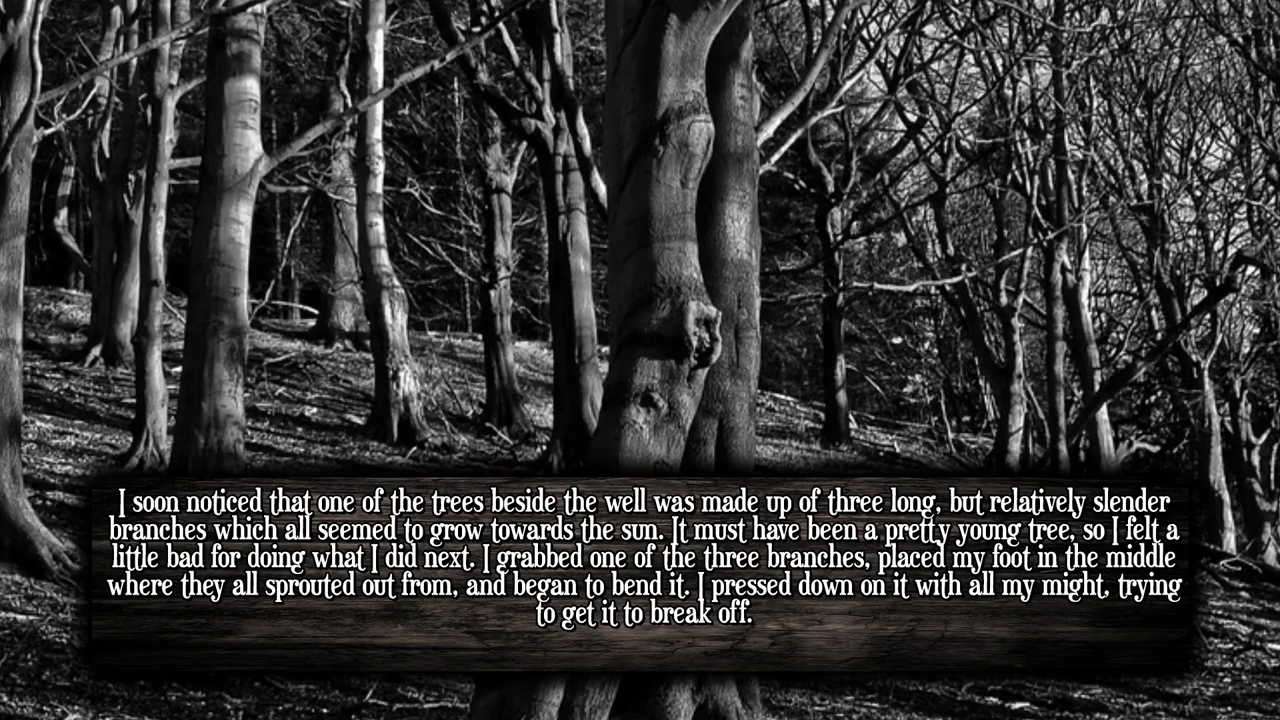 I soon noticed that one of the trees beside the well was made up of three long, but relatively slender
branches which all seemed to grow towards the sun. It must have been a pretty young tree, so I felt a
little bad for doing what I did next. I grabbed one of the three branches, placed my foot in the middle
where they all sprouted out from, and began to bend it. I pressed down on it with all my might, trying
to get it to break off.